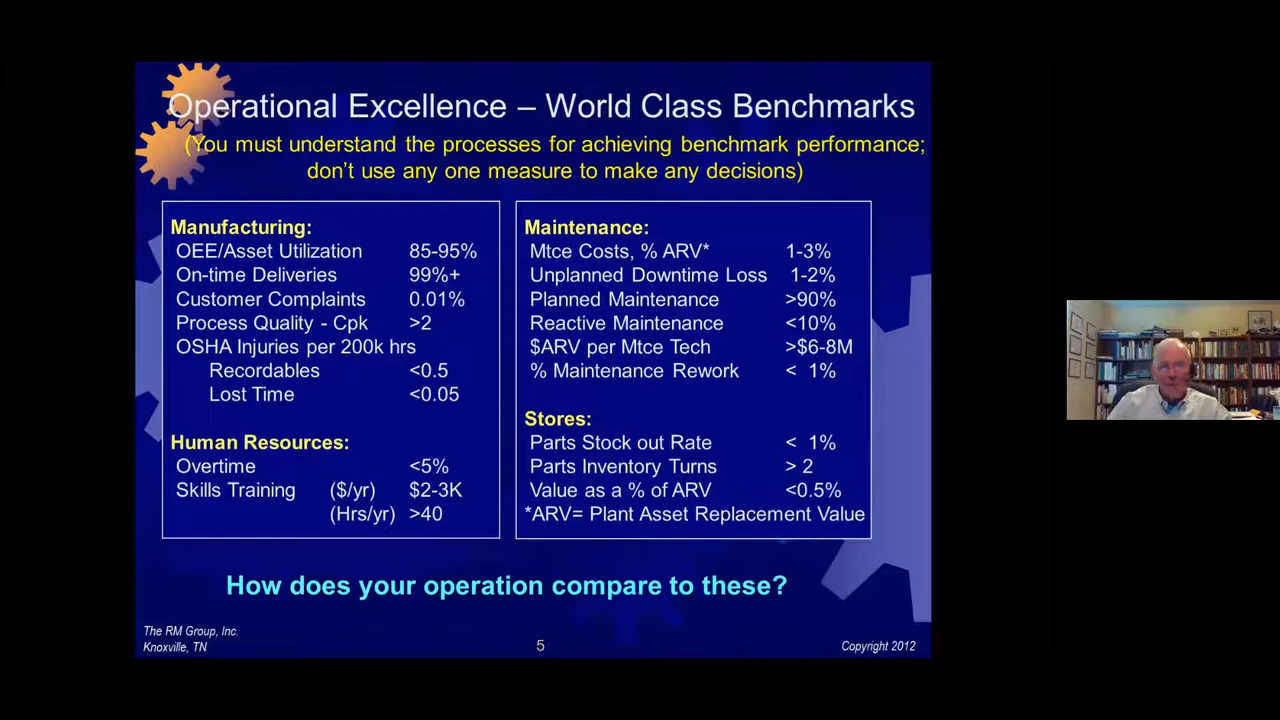 Operational Excellence – World Class Benchmarks
(You must understand the processes for achieving benchmark performance;
don't use any one measure to make any decisions)
Manufacturing:
OEE/Asset Utilization 85-95%
On-time Deliveries 99%+
Customer Complaints 0.01%
Process Quality - Cpk >2
OSHA Injuries per 200k hrs
Recordables <0.5
Lost Time <0.05
Human Resources:
Overtime <5%
Skills Training ($/yr) $2-3K
(Hrs/yr) >40
Maintenance:
Mtce Costs, % ARV* 1-3%
Unplanned Downtime Loss 1-2%
Planned Maintenance >90%
Reactive Maintenance <10%
$ARV per Mtce Tech >$6-8M
% Maintenance Rework < 1%
Stores:
Parts Stock out Rate < 1%
Parts Inventory Turns > 2
Value as a % of ARV <0.5%
*ARV= Plant Asset Replacement Value
How does your operation compare to these?
The RM Group, Inc.
Knoxville, TN
5
Copyright 2012